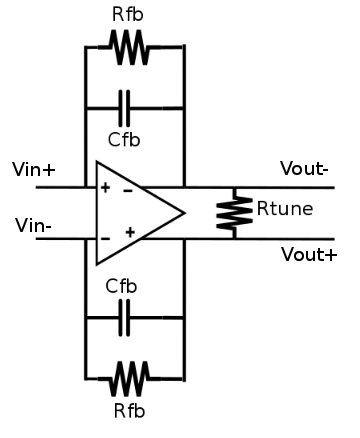 Rfb
Cfb
Vin+
+ -
Vout-
Rtune
Vin-
- +
Vout+
Cfb
Rfb